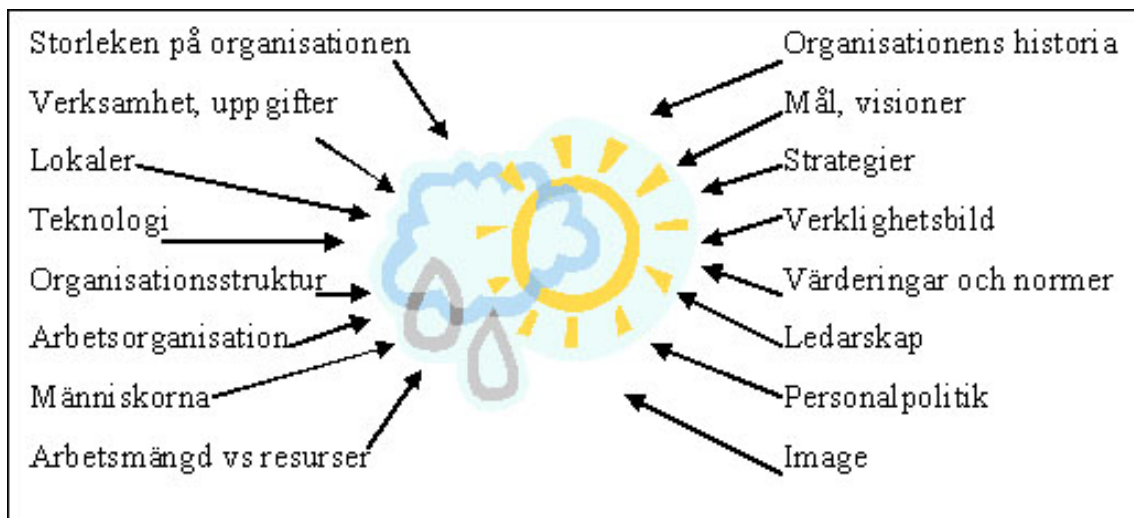 Storleken på organisationen
Verksamhet, uppgifter
Lokaler
Teknologi
Organisationsstruktur
Arbetsorganisation
Människorna
Arbetsmängd vs resurser
Organisationens historia
Mål, visioner
Strategier
Verklighetsbild
Värderingar och normer
Ledarskap
Personalpolitik
Image